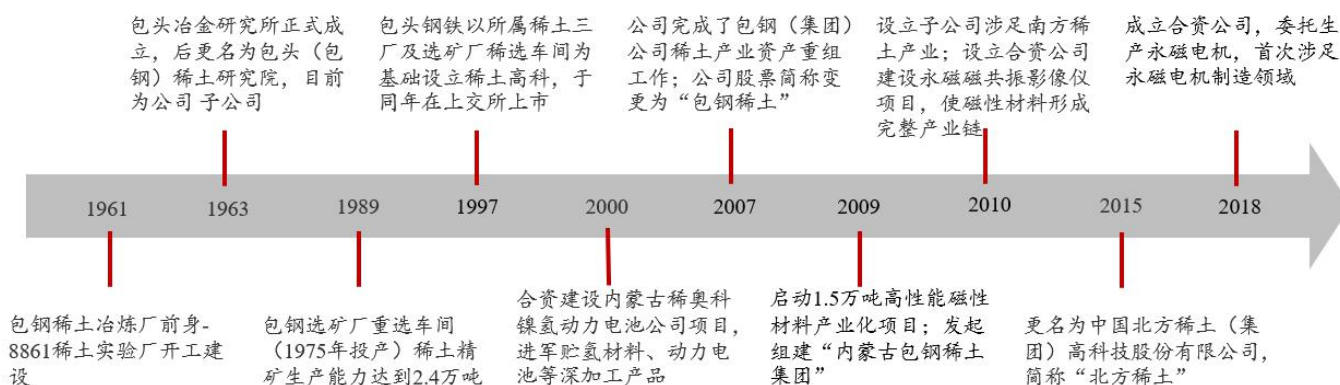 包头冶金研究所正式成
立，后更名为包头（包
钢）稀土研究院，目前
为公司 子公司
包头钢铁以所属稀土三
厂及选矿厂稀选车间为
基础设立稀土高科，于
同年在上交所上市
公司完成了包钢（集团）
公司稀土产业资产重组
工作；公司股票简称变
更为“包钢稀土”
设立子公司涉足南方稀
土产业；设立合资公司
建设永磁磁共振影像仪
项目，使磁性材料形成
完整产业链
成立合资公司，委托生
产永磁电机，首次涉足
永磁电机制造领域
1961
1963
1989
1997
2000
2007
2009
2010
2015
2018
包钢稀土冶炼厂前身-
8861稀土实验厂开工建
设
包钢选矿厂重选车间
（1975年投产）稀土精
矿生产能力达到2.4万吨
合资建设内蒙古稀奥科
镍氢动力电池公司项目，
进军贮氢材料、动力电
池等深加工产品
启动1.5万吨高性能磁性
材料产业化项目；发起
组建“内蒙古包钢稀土
集团”
更名为中国北方稀土（集
团）高科技股份有限公司，
简称“北方稀土”